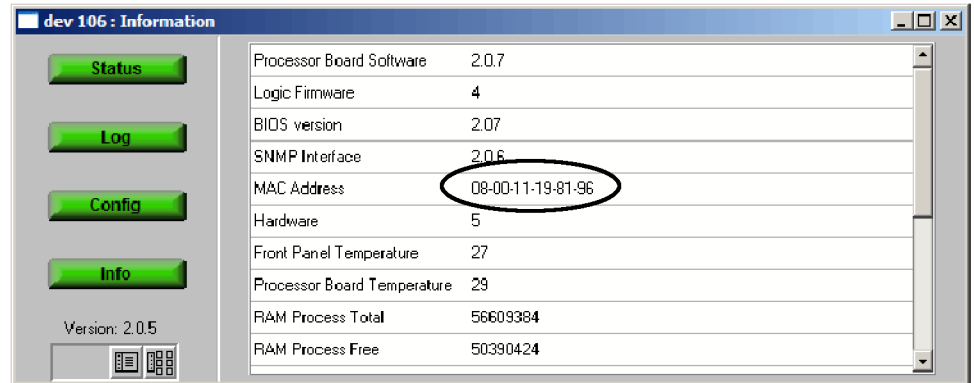 dev 106 : Information
Status
Log
Config
Info
Version: 2.0.5
Processor Board Software 2.0.7
Logic Firmware 4
BIOS version 2.07
SNMP Interface 2.0.6
MAC Address 08-00-11-19-81-96
Hardware 5
Front Panel Temperature 27
Processor Board Temperature 29
RAM Process Total 56609384
RAM Process Free 50390424